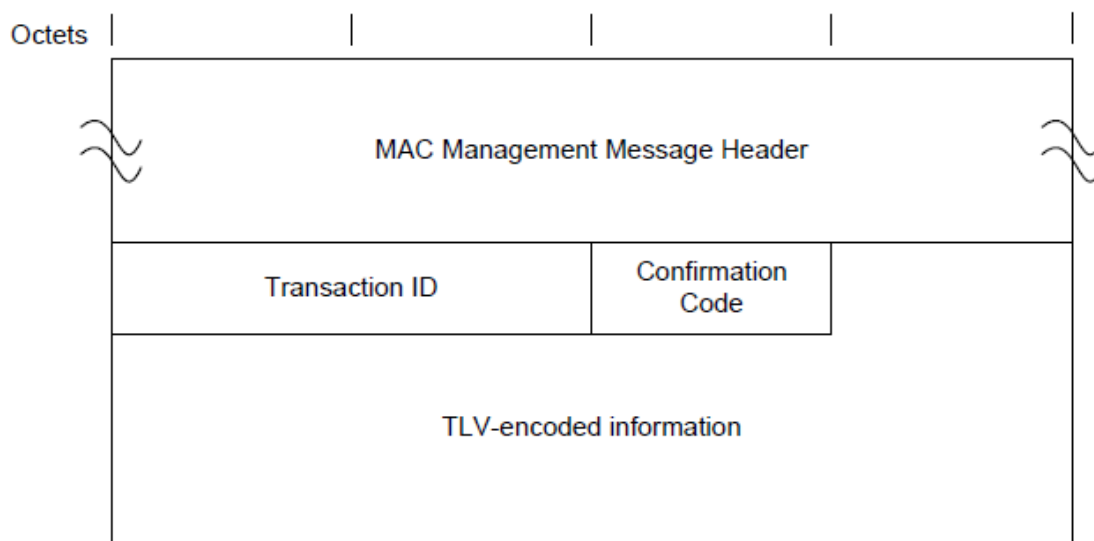 Octets
MAC Management Message Header
Transaction ID
Confirmation
Code
TLV-encoded information